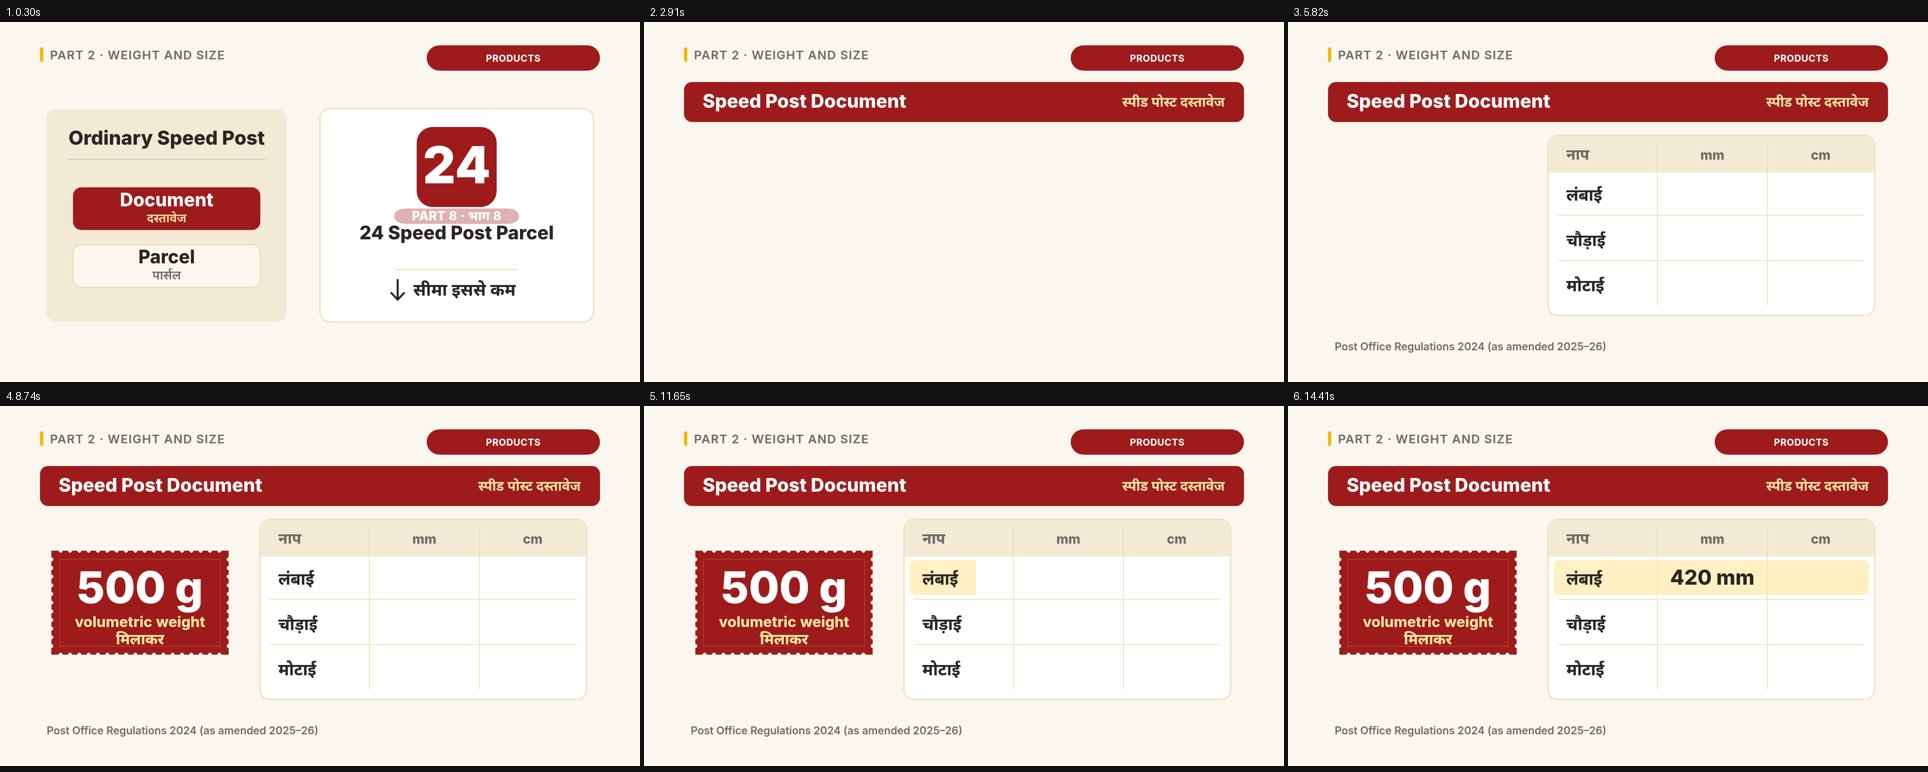 1. 0.30s
PART 2 · WEIGHT AND SIZE
PRODUCTS
Ordinary Speed Post
Document
दस्तावेज
Parcel
पार्सल
24
PART 8 · भाग 8
24 Speed Post Parcel
↓ सीमा इससे कम
2. 2.91s
PART 2 · WEIGHT AND SIZE
PRODUCTS
Speed Post Document
स्पीड पोस्ट दस्तावेज
3. 5.82s
PART 2 · WEIGHT AND SIZE
PRODUCTS
Speed Post Document
स्पीड पोस्ट दस्तावेज
नाप mm cm
लंबाई
चौड़ाई
मोटाई
Post Office Regulations 2024 (as amended 2025–26)
4. 8.74s
PART 2 · WEIGHT AND SIZE
PRODUCTS
Speed Post Document
स्पीड पोस्ट दस्तावेज
500 g
volumetric weight
मिलाकर
नाप mm cm
लंबाई
चौड़ाई
मोटाई
Post Office Regulations 2024 (as amended 2025–26)
5. 11.65s
PART 2 · WEIGHT AND SIZE
PRODUCTS
Speed Post Document
स्पीड पोस्ट दस्तावेज
500 g
volumetric weight
मिलाकर
नाप mm cm
लंबाई
चौड़ाई
मोटाई
Post Office Regulations 2024 (as amended 2025–26)
6. 14.41s
PART 2 · WEIGHT AND SIZE
PRODUCTS
Speed Post Document
स्पीड पोस्ट दस्तावेज
500 g
volumetric weight
मिलाकर
नाप mm cm
लंबाई 420 mm
चौड़ाई
मोटाई
Post Office Regulations 2024 (as amended 2025–26)